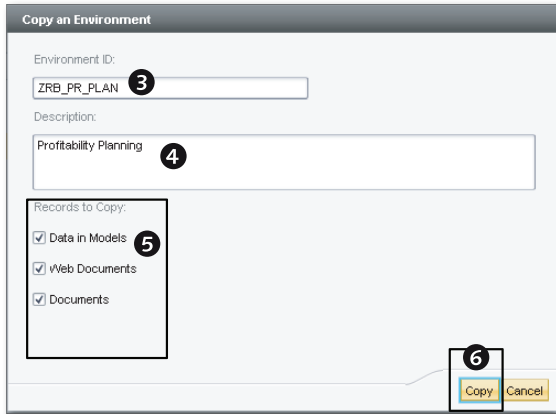 Copy an Environment
Environment ID:
ZRB_PR_PLAN 3
Description:
Profitability Planning 4
Records to Copy:
Data in Models 5
Web Documents
Documents
6
Copy Cancel